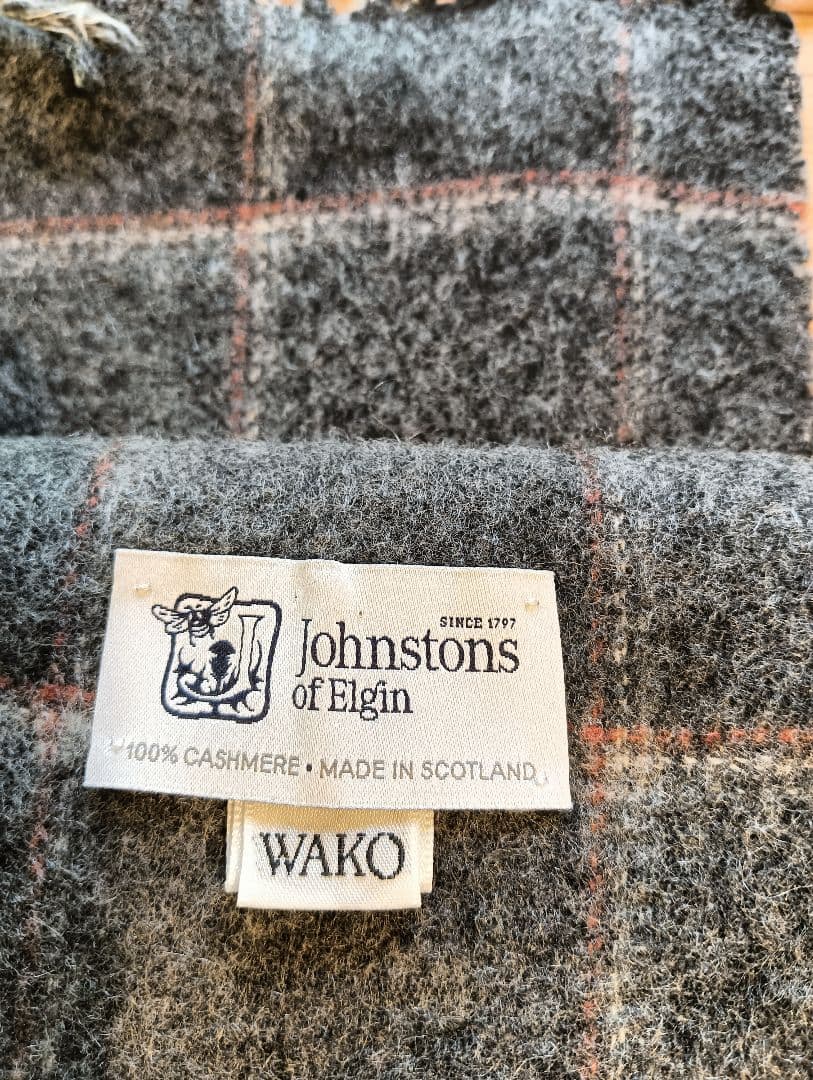 SINCE 1797
Johnstons
of Elgin
100% CASHMERE • MADE IN SCOTLAND
WAKO